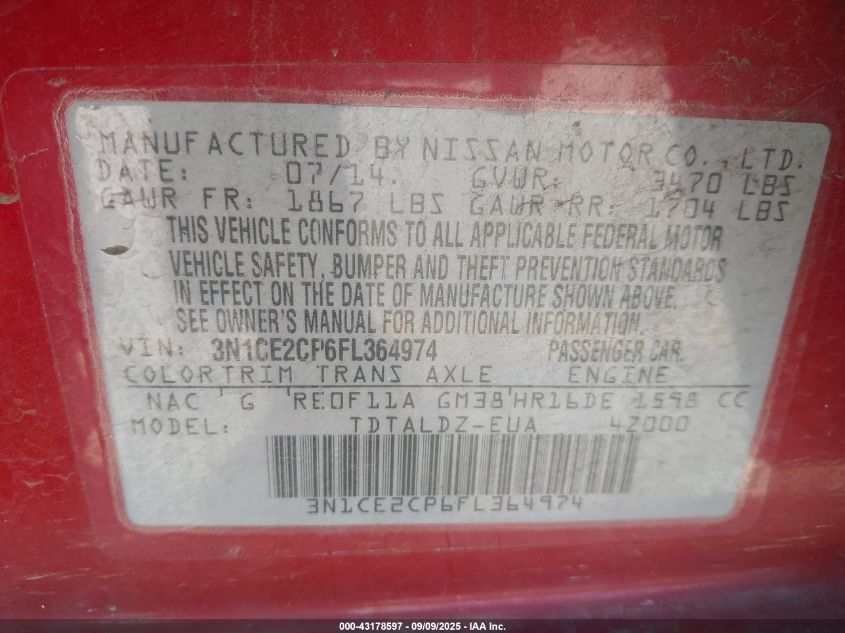 MANUFACTURED BY NISSAN MOTOR CO., LTD.
DATE: 07/14. GVWR: 3470 LBS
GAWR FR: 1867 LBS GAWR RR: 1704 LBS
THIS VEHICLE CONFORMS TO ALL APPLICABLE FEDERAL MOTOR
VEHICLE SAFETY, BUMPER AND THEFT PREVENTION STANDARDS
IN EFFECT ON THE DATE OF MANUFACTURE SHOWN ABOVE.
SEE OWNER'S MANUAL FOR ADDITIONAL INFORMATION.
VIN: 3N1CE2CP6FL364974 PASSENGER CAR.
COLOR TRIM TRANS AXLE ENGINE
NAC G RE0F11A GM38 HR16DE 1598 CC
MODEL: TDTALDZ-EUA 4Z000
3N1CE2CP6FL364974
000-43178597 - 09/09/2025 - IAA Inc.